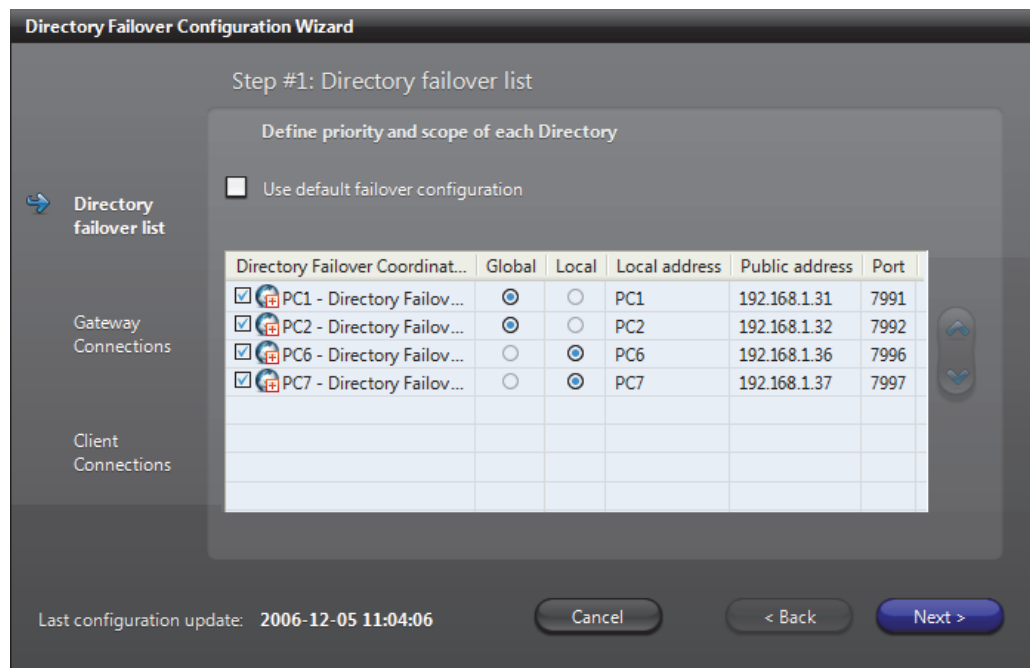 Directory Failover Configuration Wizard
Step #1: Directory failover list
Define priority and scope of each Directory
Use default failover configuration
Directory
failover list
Gateway
Connections
Client
Connections
Directory Failover Coordinat... Global Local Local address Public address Port
PC1 - Directory Failov... PC1 192.168.1.31 7991
PC2 - Directory Failov... PC2 192.168.1.32 7992
PC6 - Directory Failov... PC6 192.168.1.36 7996
PC7 - Directory Failov... PC7 192.168.1.37 7997
Last configuration update: 2006-12-05 11:04:06
Cancel
< Back
Next >